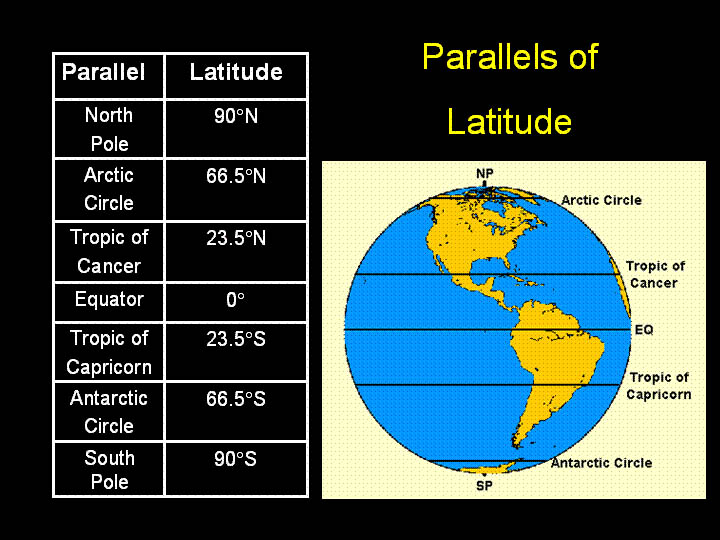 Parallels of
Latitude
Parallel Latitude
North
Pole
90°N
Arctic
Circle
66.5°N
Tropic of
Cancer
23.5°N
Equator 0°
Tropic of
Capricorn
23.5°S
Antarctic
Circle
66.5°S
South
Pole
90°S
NP
Arctic Circle
Tropic of
Cancer
EQ
Tropic of
Capricorn
Antarctic Circle
SP